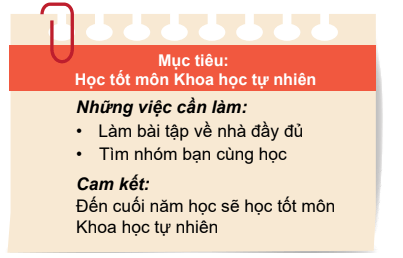 Mục tiêu:
Học tốt môn Khoa học tự nhiên
Những việc cần làm:
• Làm bài tập về nhà đầy đủ
• Tìm nhóm bạn cùng học
Cam kết:
Đến cuối năm học sẽ học tốt môn
Khoa học tự nhiên